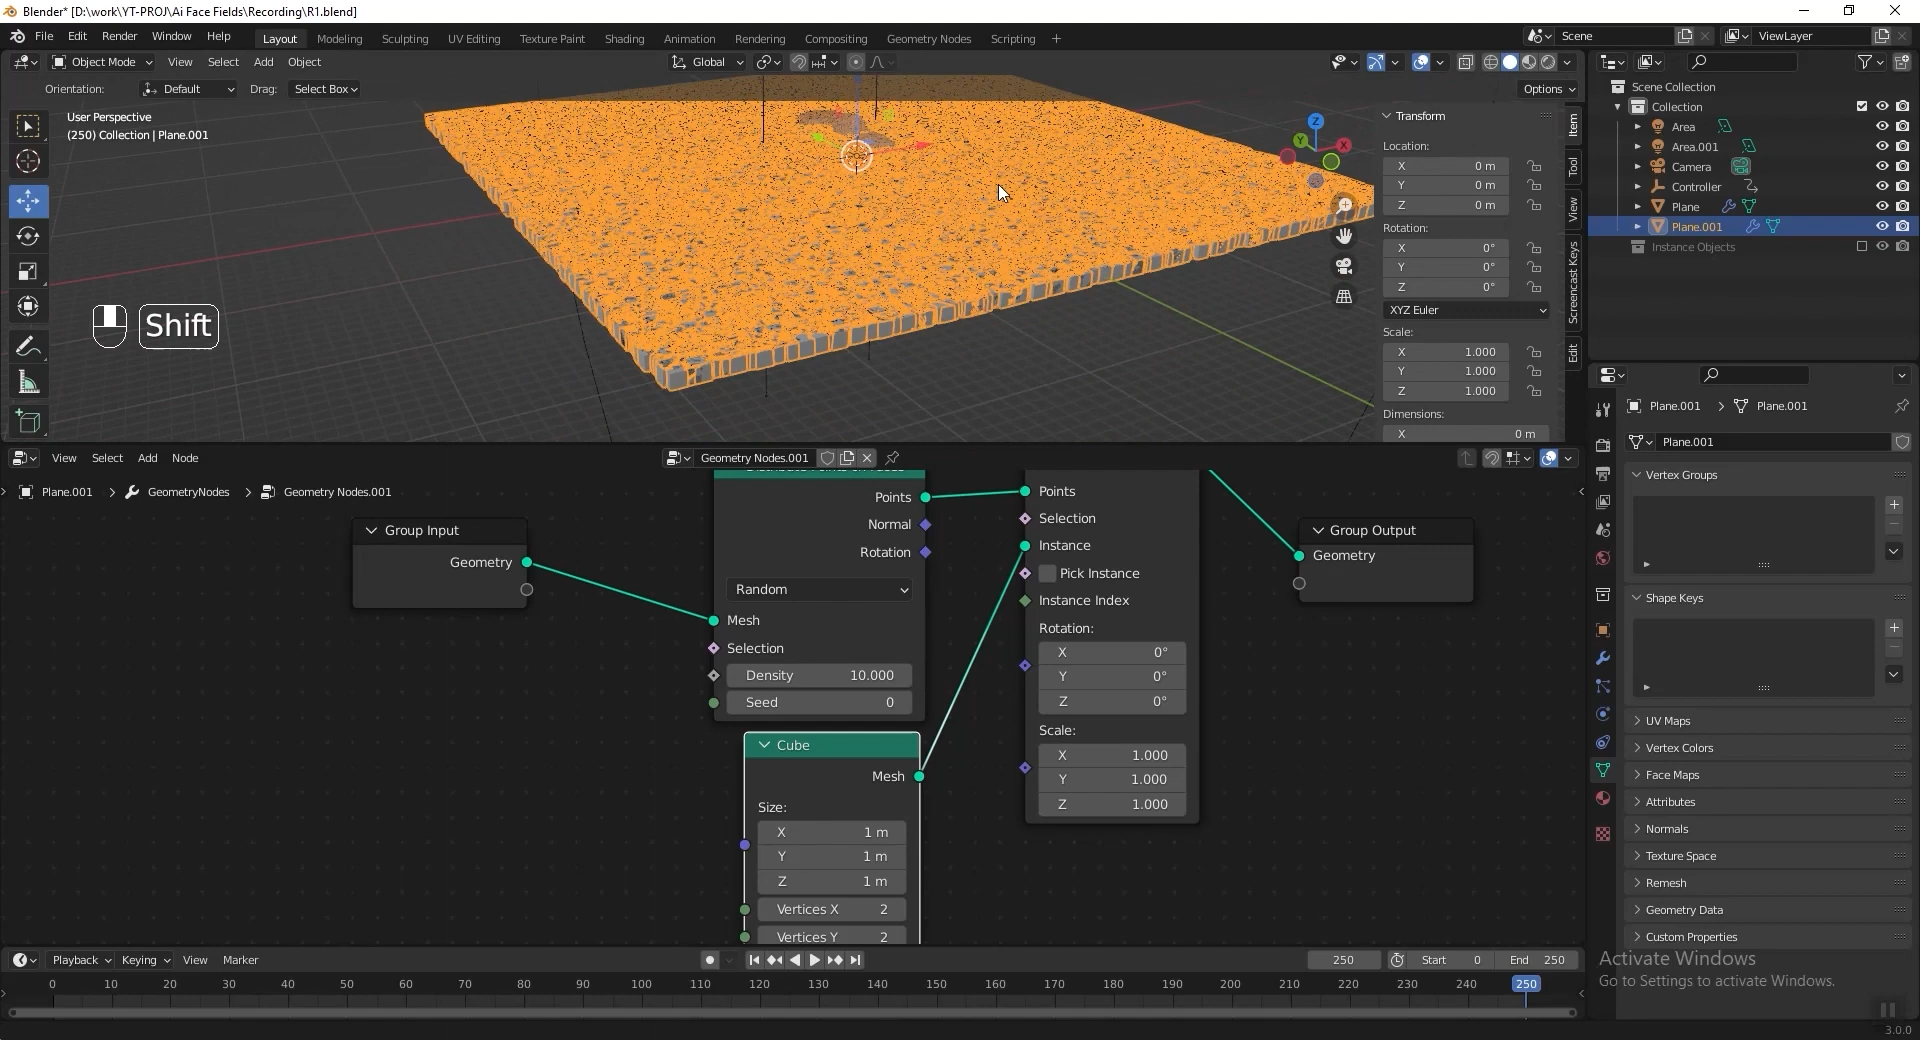 Blender* [D:\work\YT-PROJ\Ai Face Fields\Recording\R1.blend]
File Edit Render Window Help Layout Modeling Sculpting UV Editing Texture Paint Shading Animation Rendering Compositing Geometry Nodes Scripting + Scene ViewLayer
Object Mode View Select Add Object Global
Orientation: Default Drag: Select Box Options
User Perspective
(250) Collection | Plane.001
Shift
Z
Y
X
Transform
Location:
X 0 m
Y 0 m
Z 0 m
Rotation:
X 0°
Y 0°
Z 0°
XYZ Euler
Scale:
X 1.000
Y 1.000
Z 1.000
Dimensions:
X 0 m
Item
Tool
View
Screencast Keys
Edit
Scene Collection
Collection
Area
Area.001
Camera
Controller
Plane
Plane.001
Instance Objects
View Select Add Node Geometry Nodes.001
Plane.001 > GeometryNodes > Geometry Nodes.001
Group Input
Geometry
Points
Normal
Rotation
Random
Mesh
Selection
Density 10.000
Seed 0
Cube
Mesh
Size:
X 1 m
Y 1 m
Z 1 m
Vertices X 2
Vertices Y 2
Points
Selection
Instance
Pick Instance
Instance Index
Rotation:
X 0°
Y 0°
Z 0°
Scale:
X 1.000
Y 1.000
Z 1.000
Group Output
Geometry
Plane.001 > Plane.001
Plane.001
Vertex Groups
Shape Keys
UV Maps
Vertex Colors
Face Maps
Attributes
Normals
Texture Space
Remesh
Geometry Data
Custom Properties
Activate Windows
Go to Settings to activate Windows.
Playback Keying View Marker 250 Start 0 End 250
0 10 20 30 40 50 60 70 80 90 100 110 120 130 140 150 160 170 180 190 200 210 220 230 240 250
3.0.0